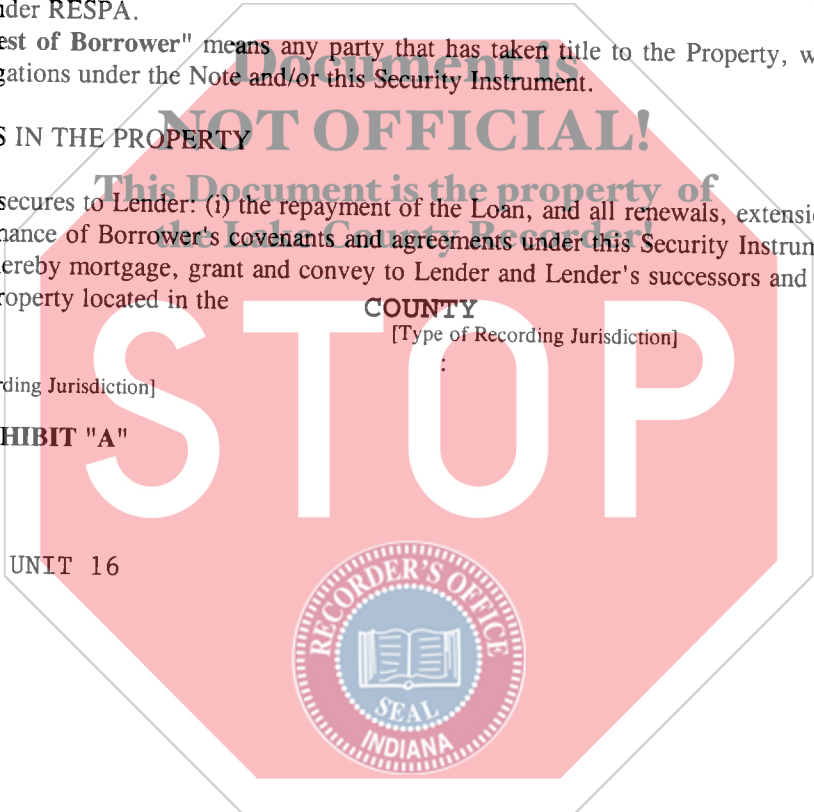 nder RESPA.
est of Borrower" means any party that has taken title to the Property, w
gations under the Note and/or this Security Instrument.
Document is
NOT OFFICIAL!
S IN THE PROPERTY
This Document is the property of
the Lake County Recorder!
secures to Lender: (i) the repayment of the Loan, and all renewals, extensi
nance of Borrower's covenants and agreements under this Security Instrum
ereby mortgage, grant and convey to Lender and Lender's successors and
roperty located in the COUNTY
[Type of Recording Jurisdiction]
:
rding Jurisdiction]
HIBIT "A"
STOP
UNIT 16
RECORDER'S OFFICE
SEAL
INDIANA